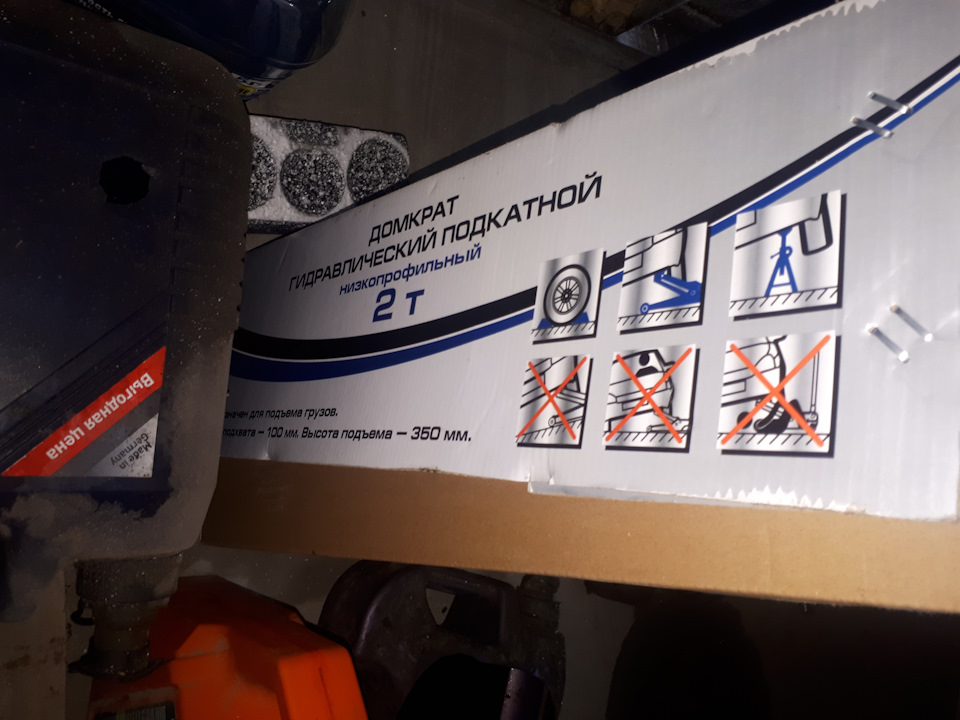 ДОМКРАТ
ГИДРАВЛИЧЕСКИЙ ПОДКАТНОЙ
низкопрофильный
2 т
значен для подъема грузов.
подхвата – 100 мм. Высота подъема – 350 мм.
Выгодная цена
Made in
Germany